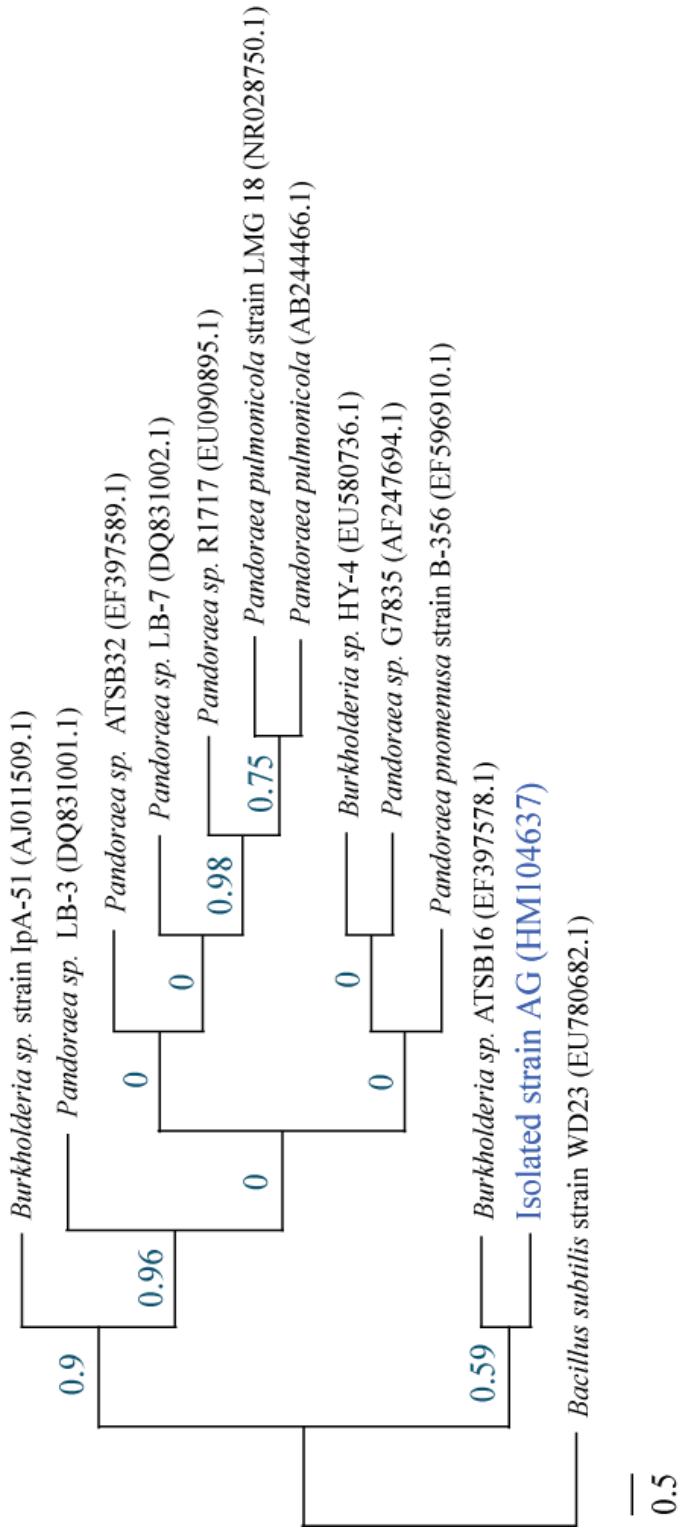 Burkholderia sp. strain IpA-51 (AJ011509.1)
Pandoraea sp. LB-3 (DQ831001.1)
Pandoraea sp. ATSB32 (EF397589.1)
Pandoraea sp. LB-7 (DQ831002.1)
Pandoraea sp. R1717 (EU090895.1)
Pandoraea pulmonicola strain LMG 18 (NR028750.1)
Pandoraea pulmonicola (AB244466.1)
Burkholderia sp. HY-4 (EU580736.1)
Pandoraea sp. G7835 (AF247694.1)
Pandoraea pnomenusa strain B-356 (EF596910.1)
Burkholderia sp. ATSB16 (EF397578.1)
Isolated strain AG (HM104637)
Bacillus subtilis strain WD23 (EU780682.1)
0.9
0.96
0
0
0
0.98
0.75
0
0
0.59
0.5